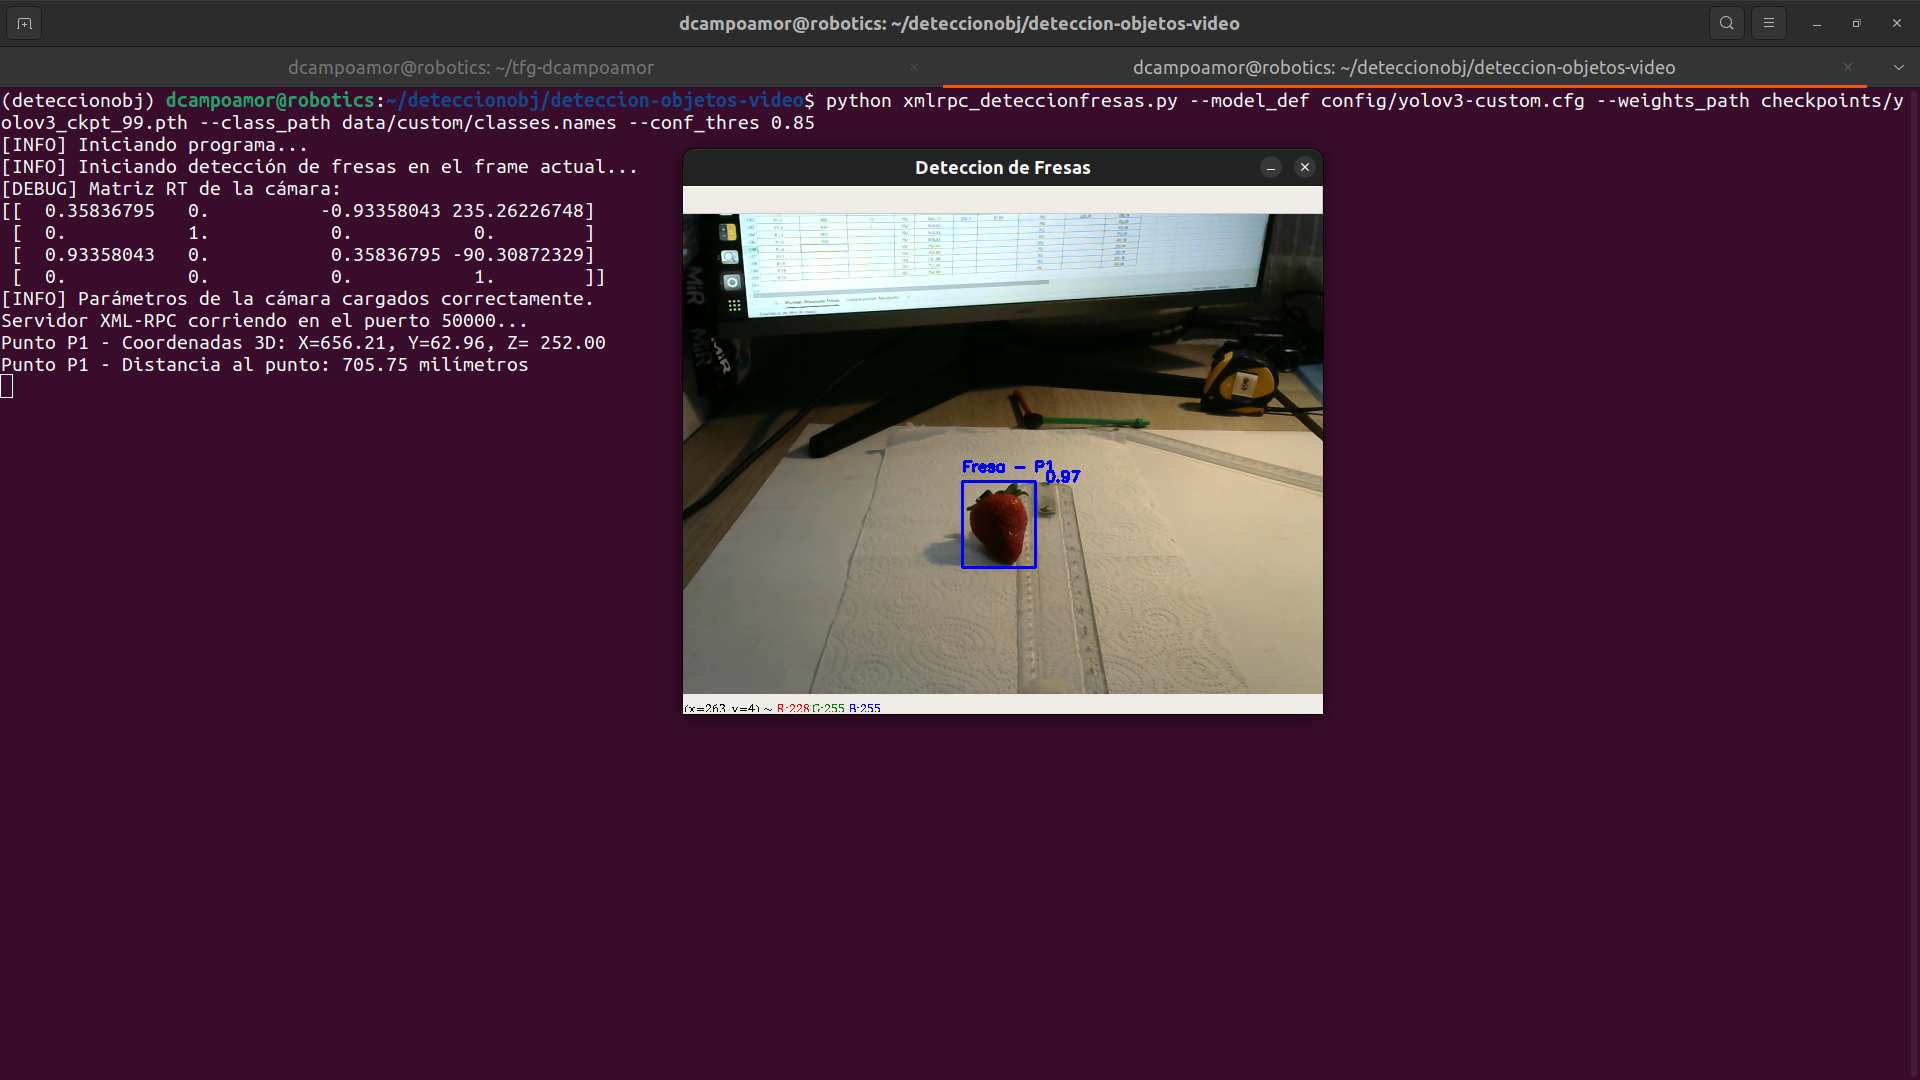 dcampoamor@robotics: ~/deteccionobj/deteccion-objetos-video
dcampoamor@robotics: ~/tfg-dcampoamor
dcampoamor@robotics: ~/deteccionobj/deteccion-objetos-video
(deteccionobj) dcampoamor@robotics:~/deteccionobj/deteccion-objetos-video$ python xmlrpc_deteccionfresas.py --model_def config/yolov3-custom.cfg --weights_path checkpoints/y
olov3_ckpt_99.pth --class_path data/custom/classes.names --conf_thres 0.85
[INFO] Iniciando programa...
[INFO] Iniciando detección de fresas en el frame actual...
[DEBUG] Matriz RT de la cámara:
[[ 0.35836795 0. -0.93358043 235.26226748]
[ 0. 1. 0. 0. ]
[ 0.93358043 0. 0.35836795 -90.30872329]
[ 0. 0. 0. 1. ]]
[INFO] Parámetros de la cámara cargados correctamente.
Servidor XML-RPC corriendo en el puerto 50000...
Punto P1 - Coordenadas 3D: X=656.21, Y=62.96, Z= 252.00
Punto P1 - Distancia al punto: 705.75 milímetros
Deteccion de Fresas
MiR
MiR
Fresa - P1
0.97
(x=263, y=4) ~ R:228 G:255 B:255